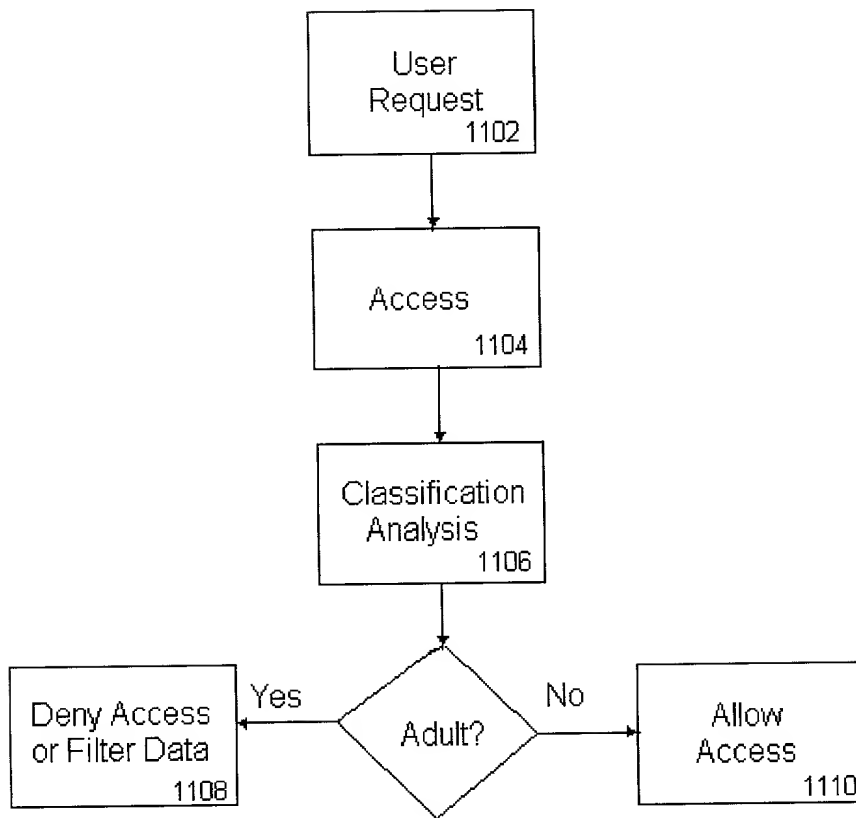 User
Request
1102
Access
1104
Classification
Analysis
1106
Yes
No
Deny Access
or Filter Data
1108
Adult?
Allow
Access
1110